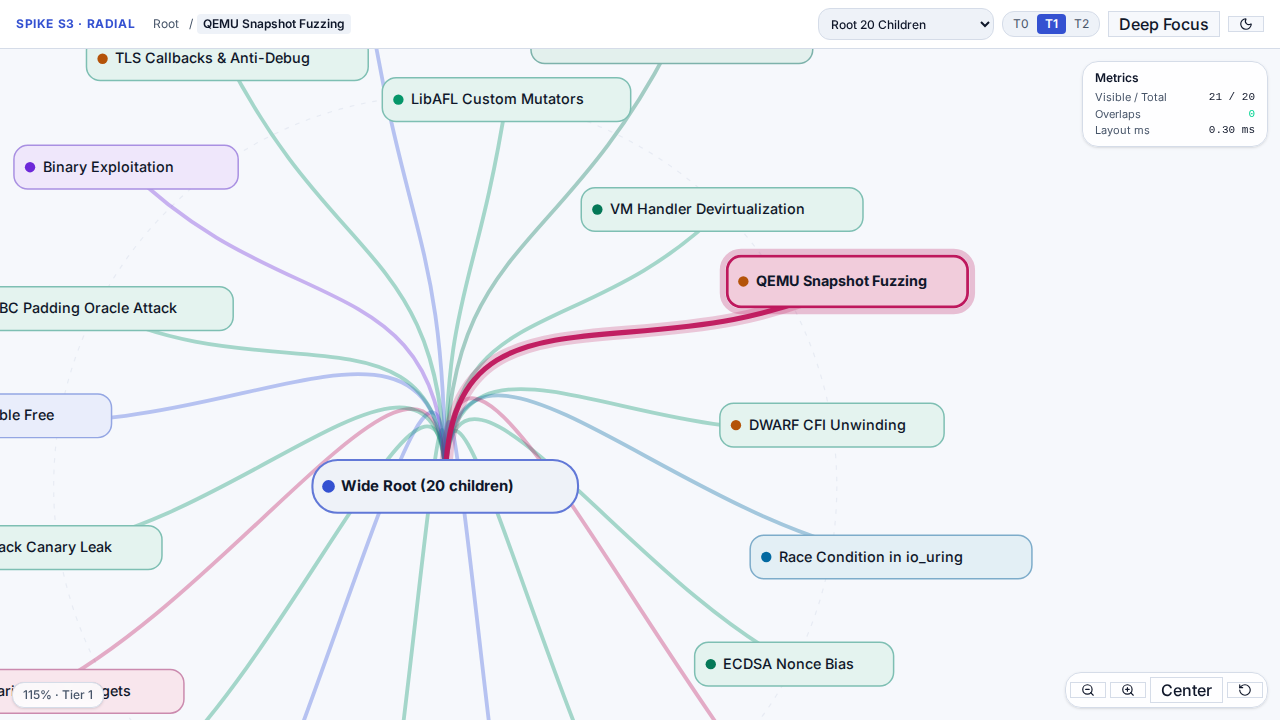 SPIKE S3 · RADIAL Root / QEMU Snapshot Fuzzing Root 20 Children T0 T1 T2 Deep Focus
TLS Callbacks & Anti-Debug
Metrics
Visible / Total 21 / 20
Overlaps 0
Layout ms 0.30 ms
LibAFL Custom Mutators
Binary Exploitation
VM Handler Devirtualization
QEMU Snapshot Fuzzing
BC Padding Oracle Attack
ble Free
DWARF CFI Unwinding
Wide Root (20 children)
ack Canary Leak
Race Condition in io_uring
ECDSA Nonce Bias
gets
115% · Tier 1
Center